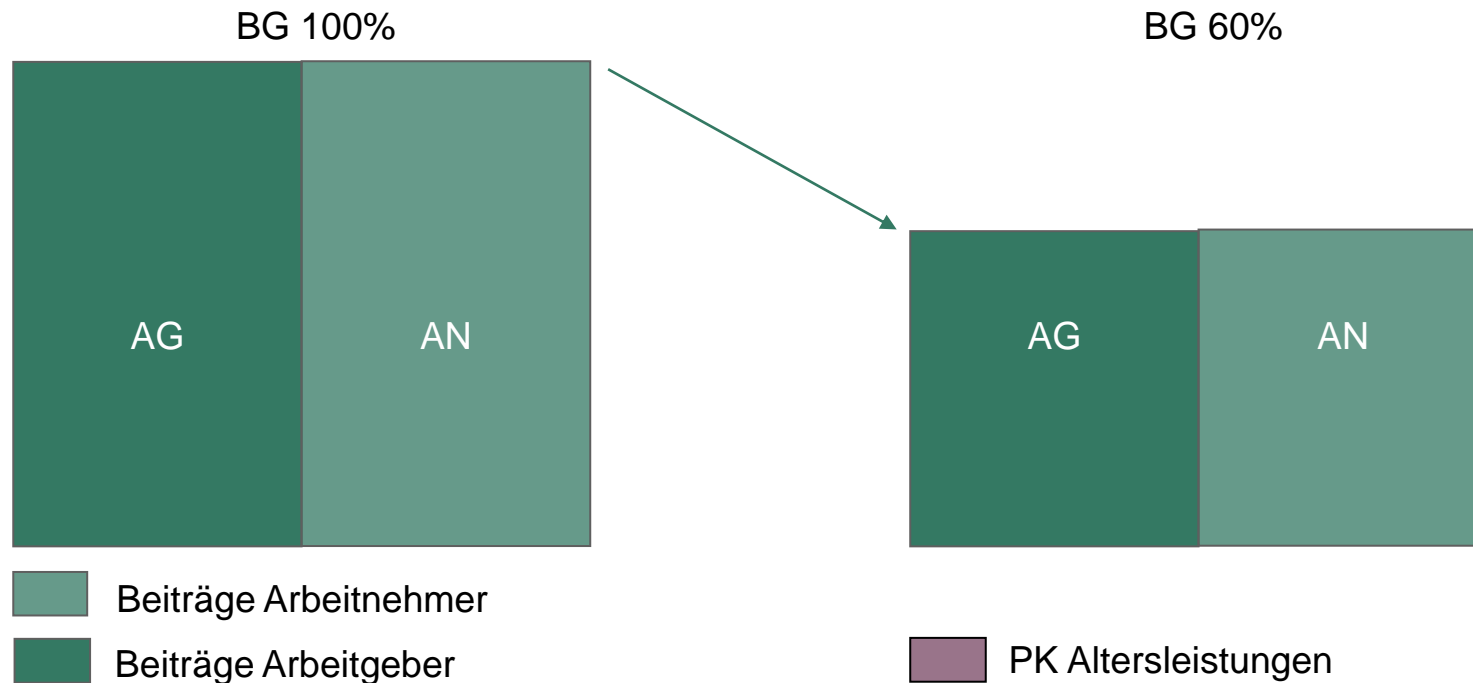 BG 100%
BG 60%
AG
AN
AG
AN
Beiträge Arbeitnehmer
Beiträge Arbeitgeber
PK Altersleistungen